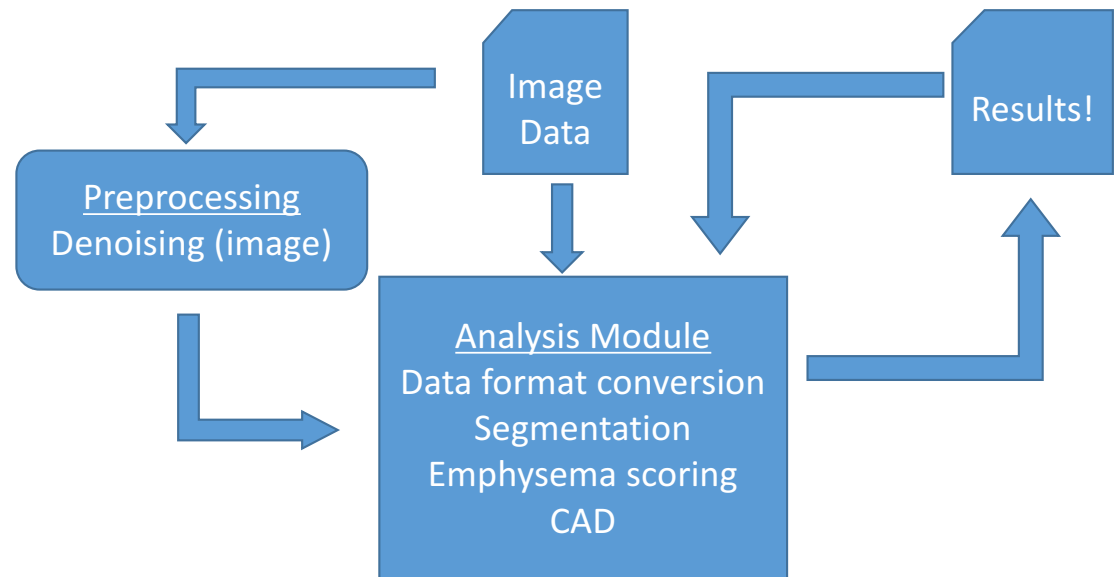 Image
Data
Results!
Preprocessing
Denoising (image)
Analysis Module
Data format conversion
Segmentation
Emphysema scoring
CAD